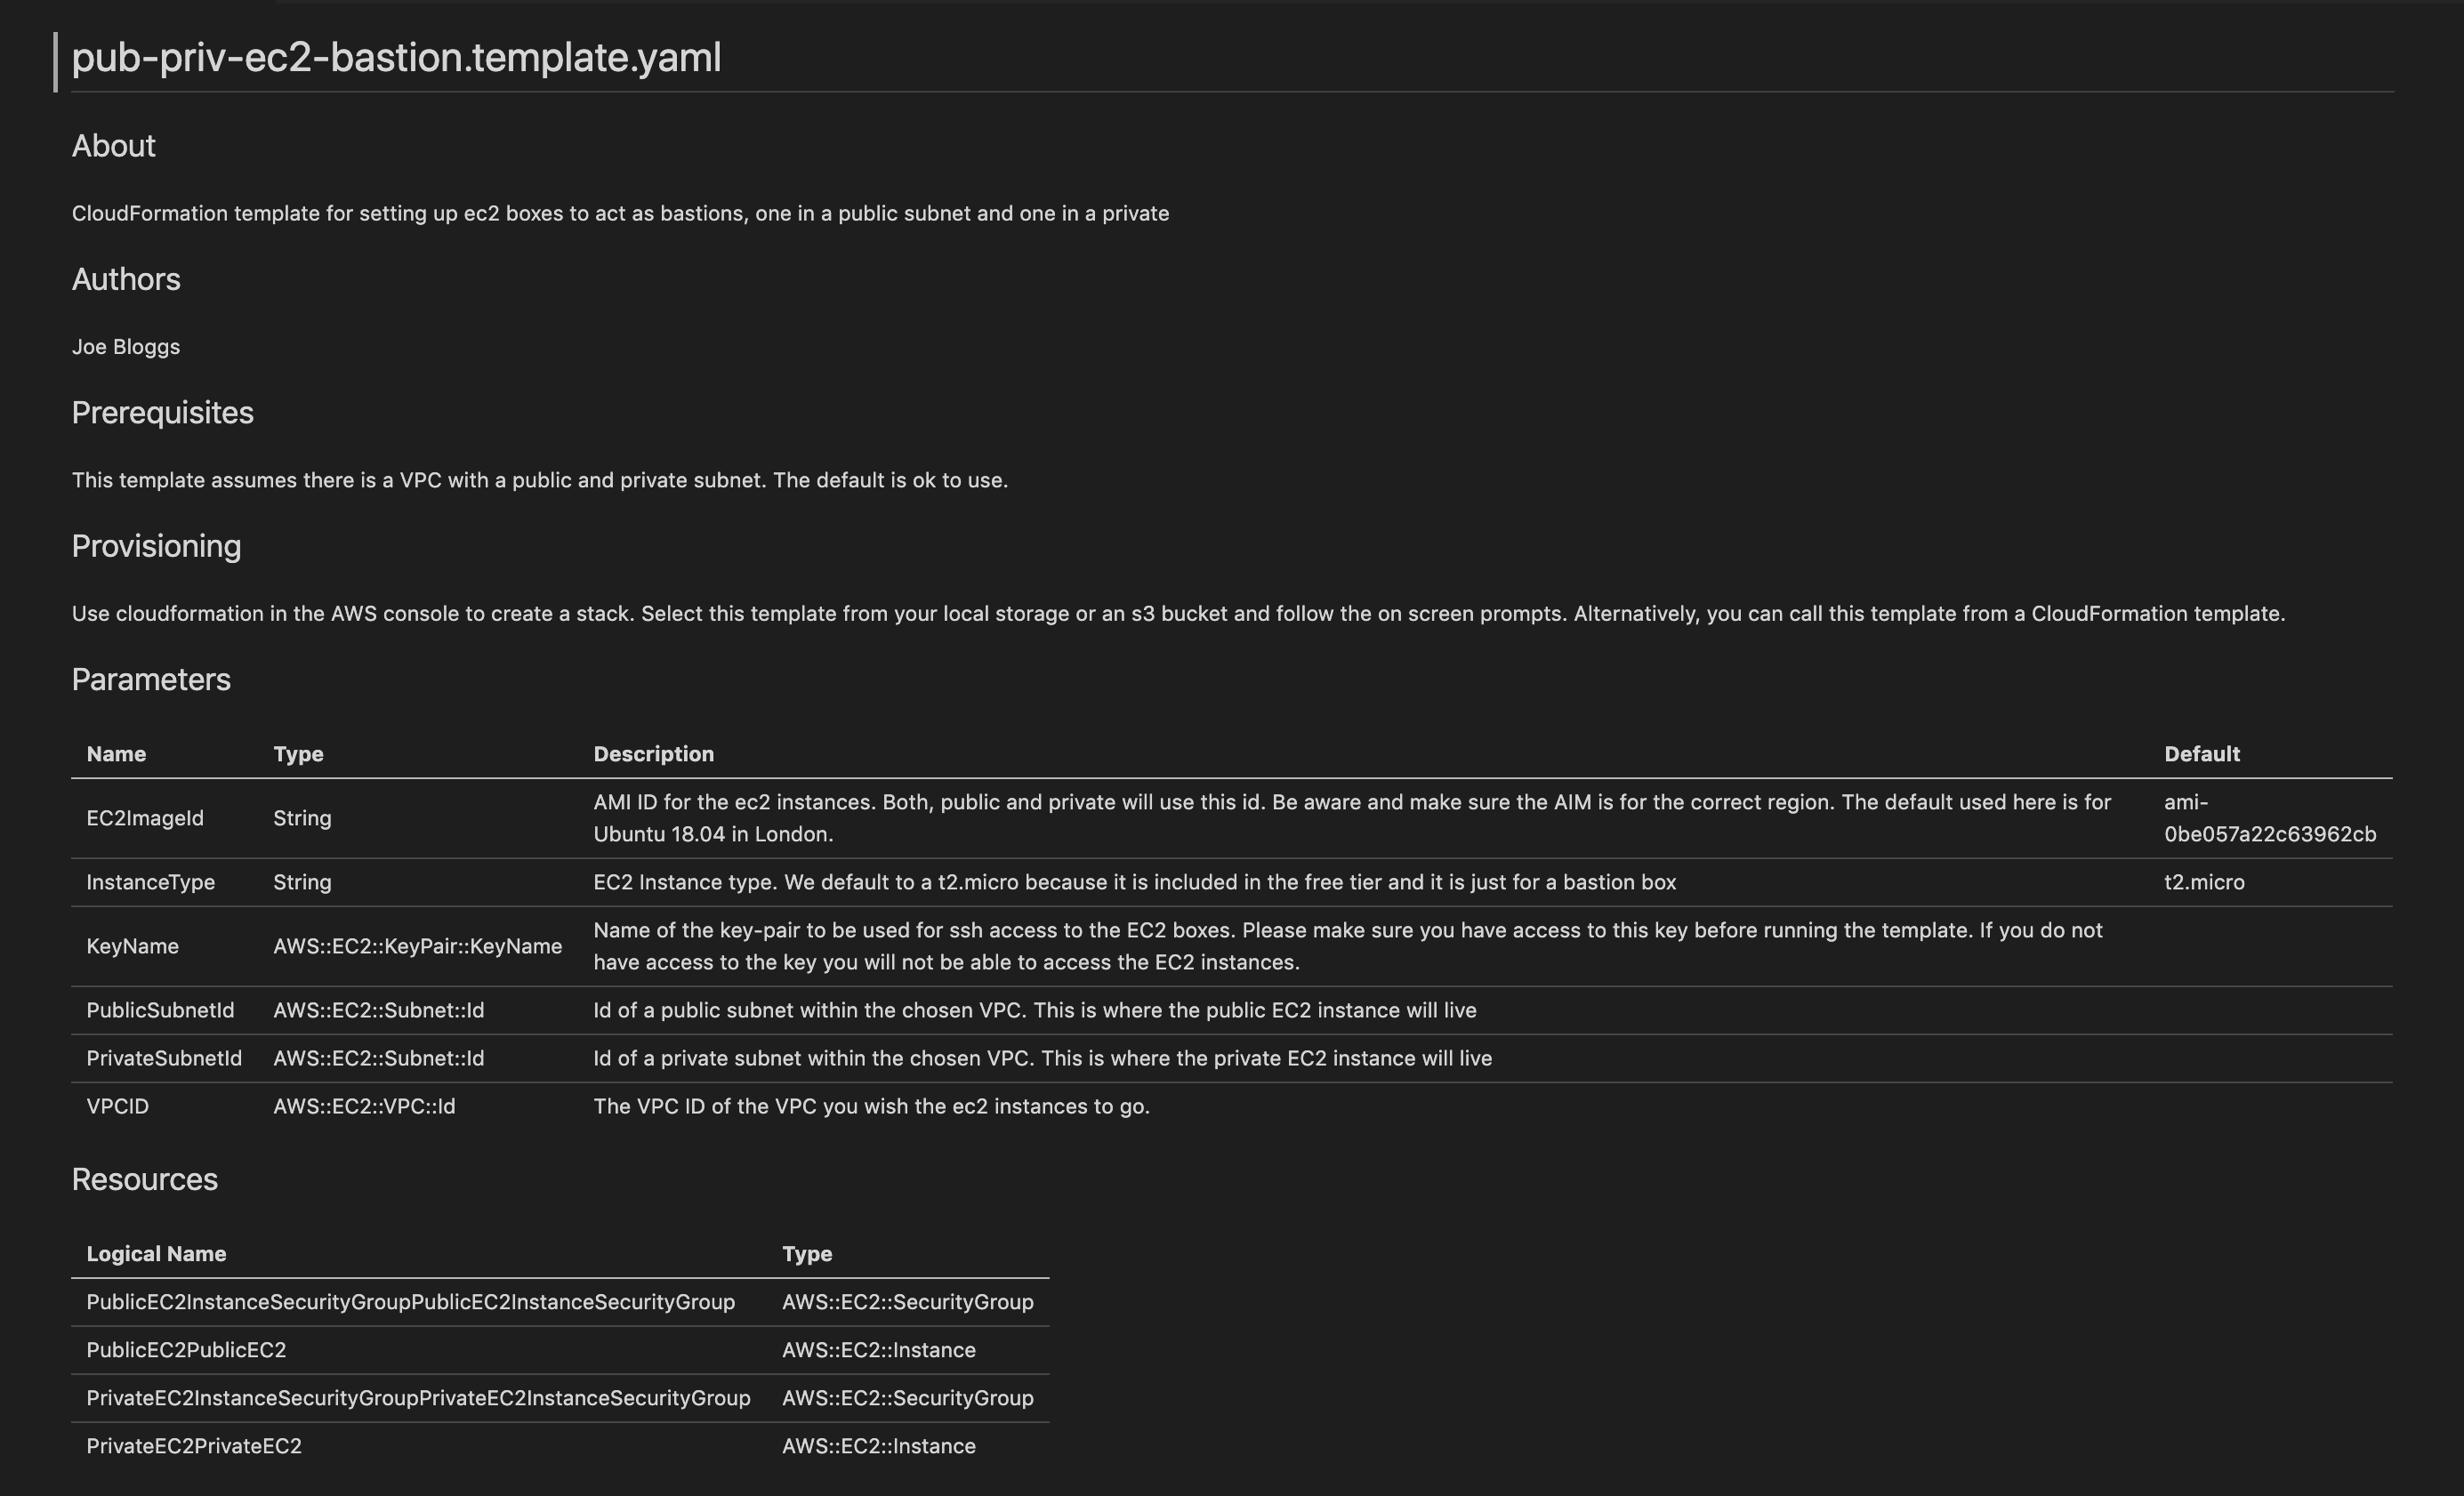 pub-priv-ec2-bastion.template.yaml
About
CloudFormation template for setting up ec2 boxes to act as bastions, one in a public subnet and one in a private
Authors
Joe Bloggs
Prerequisites
This template assumes there is a VPC with a public and private subnet. The default is ok to use.
Provisioning
Use cloudformation in the AWS console to create a stack. Select this template from your local storage or an s3 bucket and follow the on screen prompts. Alternatively, you can call this template from a CloudFormation template.
Parameters
Name Type Description Default
EC2ImageId String AMI ID for the ec2 instances. Both, public and private will use this id. Be aware and make sure the AIM is for the correct region. The default used here is for ami-
Ubuntu 18.04 in London. 0be057a22c63962cb
InstanceType String EC2 Instance type. We default to a t2.micro because it is included in the free tier and it is just for a bastion box t2.micro
KeyName AWS::EC2::KeyPair::KeyName Name of the key-pair to be used for ssh access to the EC2 boxes. Please make sure you have access to this key before running the template. If you do not
have access to the key you will not be able to access the EC2 instances.
PublicSubnetId AWS::EC2::Subnet::Id Id of a public subnet within the chosen VPC. This is where the public EC2 instance will live
PrivateSubnetId AWS::EC2::Subnet::Id Id of a private subnet within the chosen VPC. This is where the private EC2 instance will live
VPCID AWS::EC2::VPC::Id The VPC ID of the VPC you wish the ec2 instances to go.
Resources
Logical Name Type
PublicEC2InstanceSecurityGroupPublicEC2InstanceSecurityGroup AWS::EC2::SecurityGroup
PublicEC2PublicEC2 AWS::EC2::Instance
PrivateEC2InstanceSecurityGroupPrivateEC2InstanceSecurityGroup AWS::EC2::SecurityGroup
PrivateEC2PrivateEC2 AWS::EC2::Instance